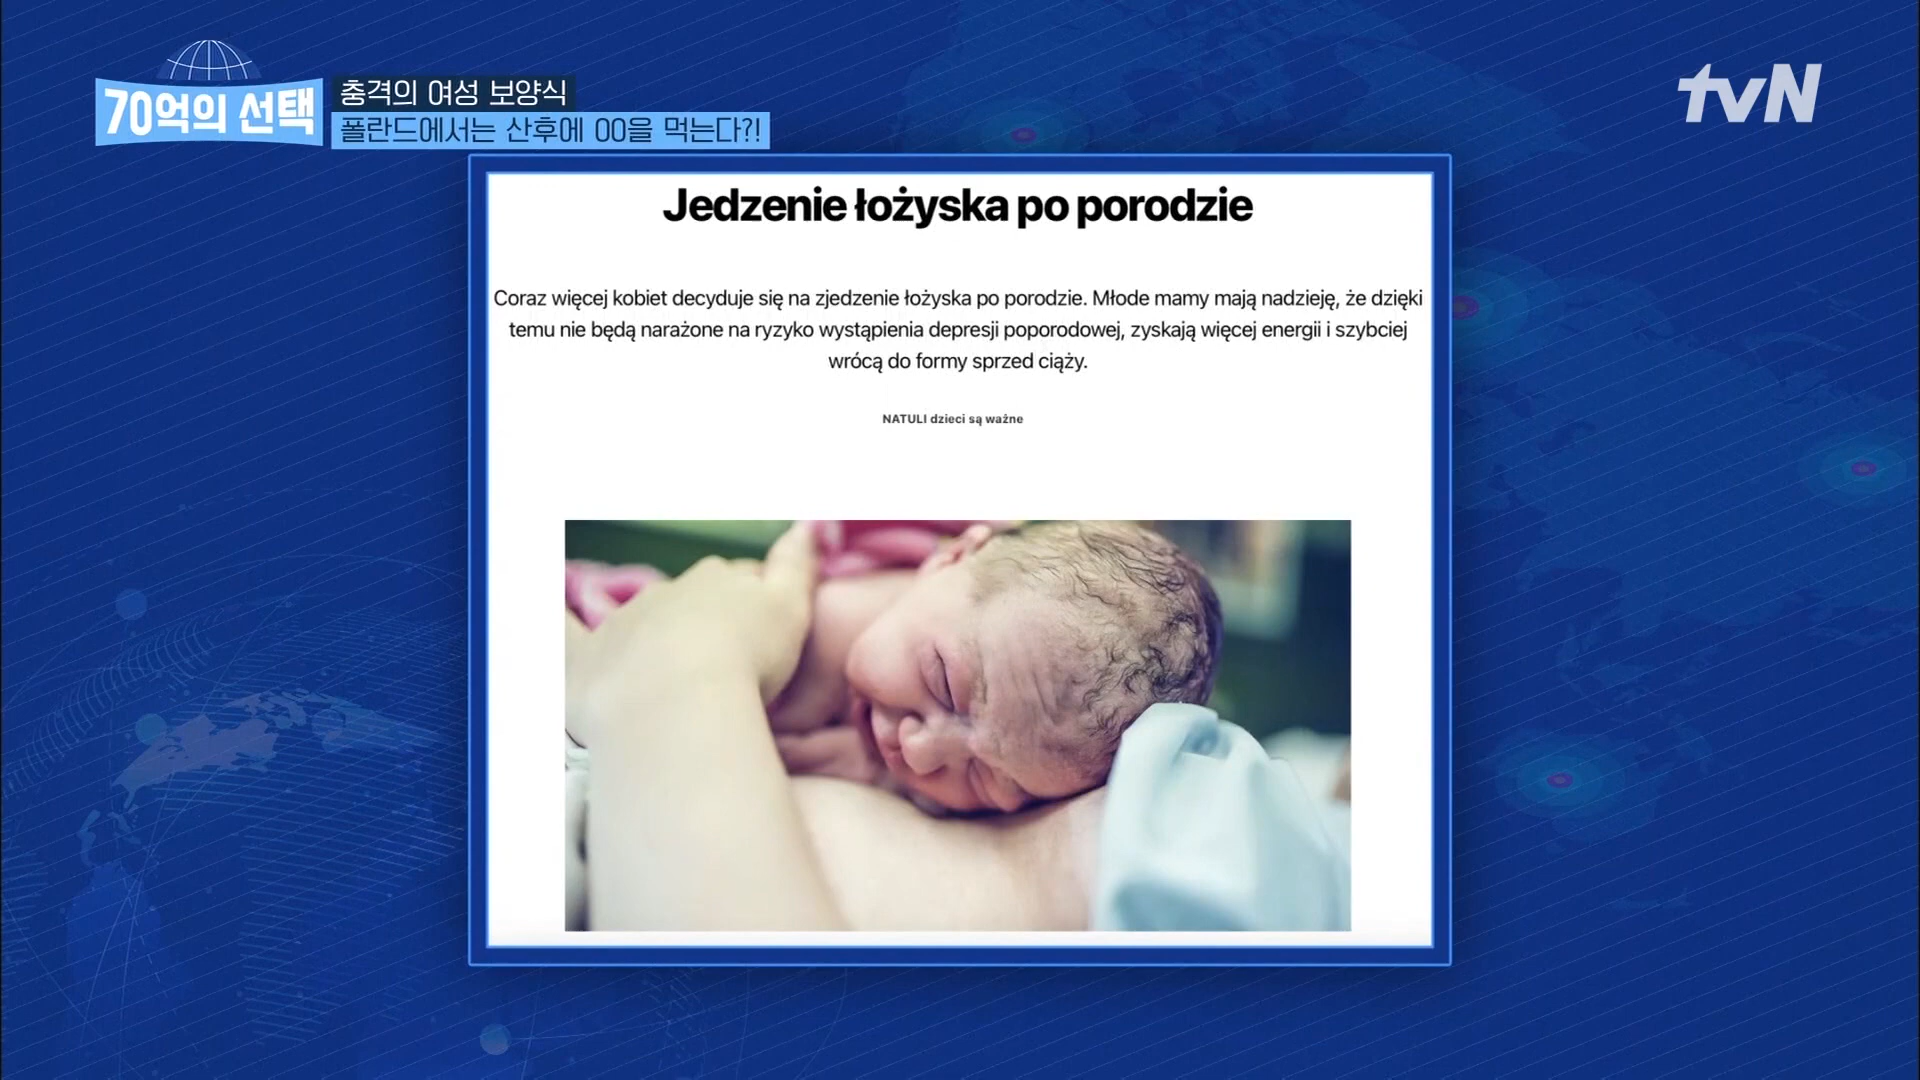 70억의 선택
충격의 여성 보양식
폴란드에서는 산후에 OO을 먹는다?!
tvN
Jedzenie łożyska po porodzie
Coraz więcej kobiet decyduje się na zjedzenie łożyska po porodzie. Młode mamy mają nadzieję, że dzięki
temu nie będą narażone na ryzyko wystąpienia depresji poporodowej, zyskają więcej energii i szybciej
wrócą do formy sprzed ciąży.
NATULI dzieci są ważne